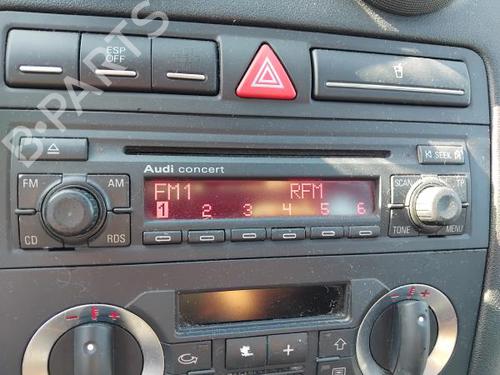 ESP
OFF
B-PARTS
SEEK
Audi concert
FM
AM
CD
RDS
FM1 RFM
1 2 3 4 5 6
SCAN
TP
TONE
MENU